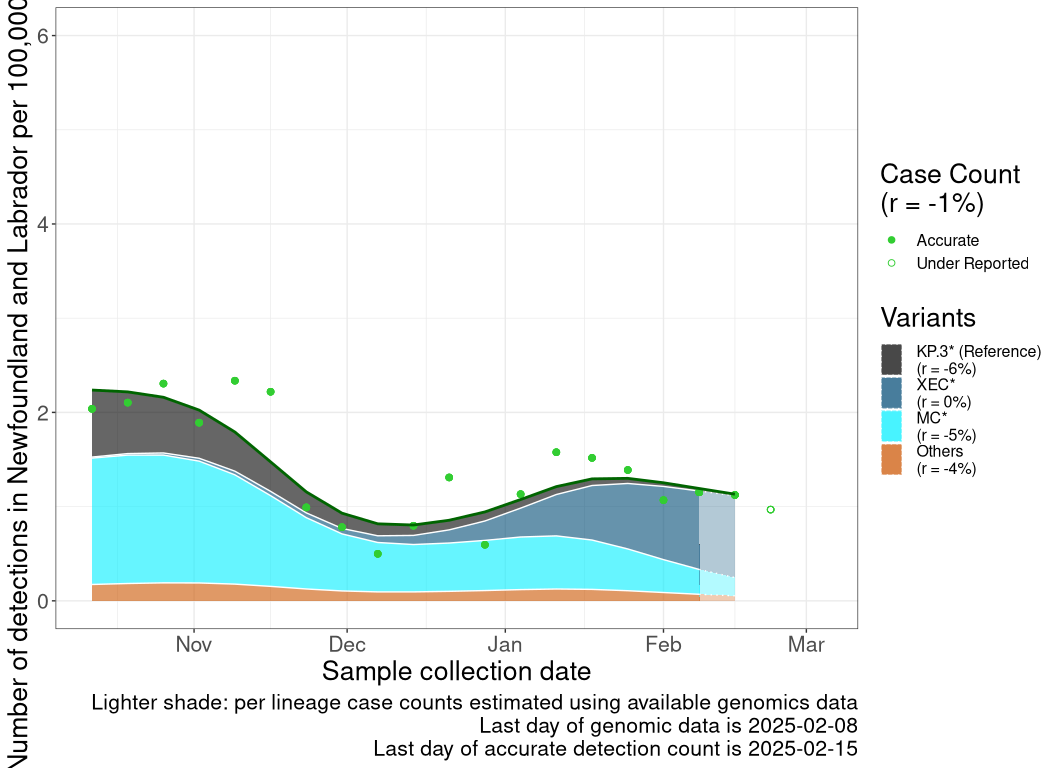 Number of detections in Newfoundland and Labrador per 100,000
6
4
2
0
Nov
Dec
Jan
Feb
Mar
Sample collection date
Lighter shade: per lineage case counts estimated using available genomics data
Last day of genomic data is 2025-02-08
Last day of accurate detection count is 2025-02-15
Case Count
(r = -1%)
Accurate
Under Reported
Variants
KP.3* (Reference)
(r = -6%)
XEC*
(r = 0%)
MC*
(r = -5%)
Others
(r = -4%)